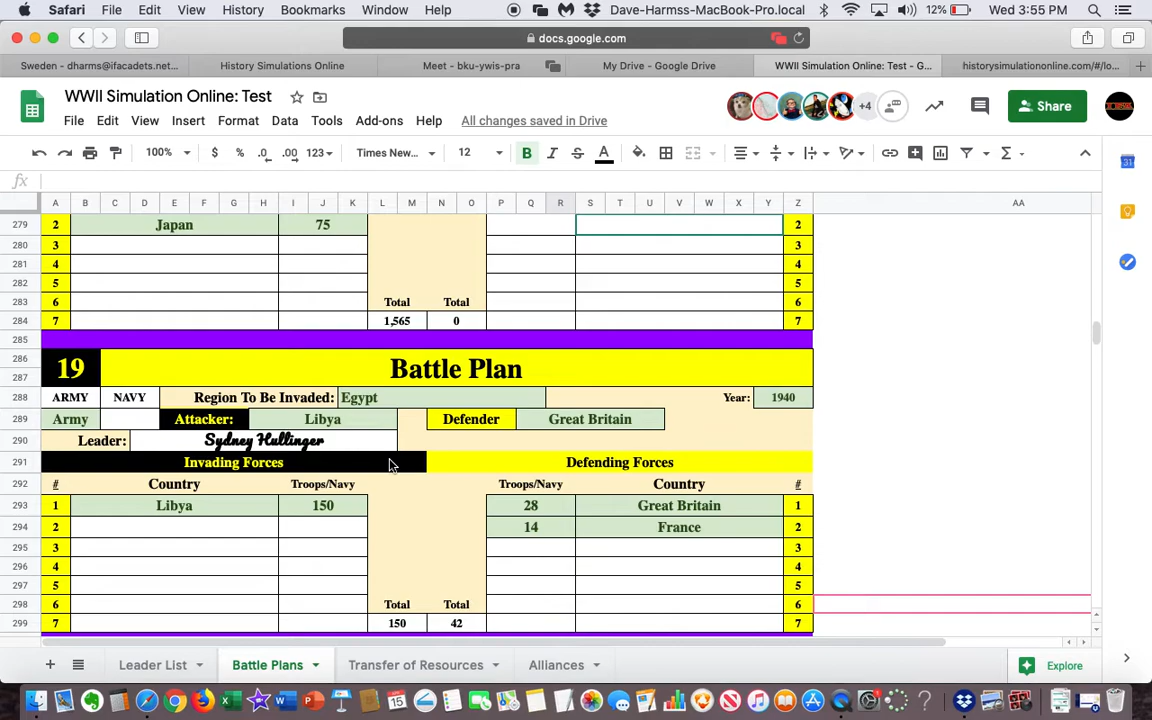 Safari File Edit View History Bookmarks Window Help Dave-Harmss-MacBook-Pro.local 12% Wed 3:55 PM
docs.google.com
Sweden - dharms@ifacadets.net... History Simulations Online Meet - bku-ywis-pra My Drive - Google Drive WWII Simulation Online: Test - G... historysimulationonline.com/#/lo...
WWII Simulation Online: Test
+4 Share
File Edit View Insert Format Data Tools Add-ons Help All changes saved in Drive
100% $ % .0 .00 123 Times New... 12 B I S A
fx
A B C D E F G H I J K L M N O P Q R S T U V W X Y Z AA
279 2 Japan 75 2
280 3 3
281 4 4
282 5 5
283 6 Total Total 6
284 7 1,565 0 7
285
286 19 Battle Plan
287
288 ARMY NAVY Region To Be Invaded: Egypt Year: 1940
289 Army Attacker: Libya Defender Great Britain
290 Leader: Sydney Hullinger
291 Invading Forces Defending Forces
292 # Country Troops/Navy Troops/Navy Country #
293 1 Libya 150 28 Great Britain 1
294 2 14 France 2
295 3 3
296 4 4
297 5 5
298 6 Total Total 6
299 7 150 42 7
Leader List Battle Plans Transfer of Resources Alliances Explore